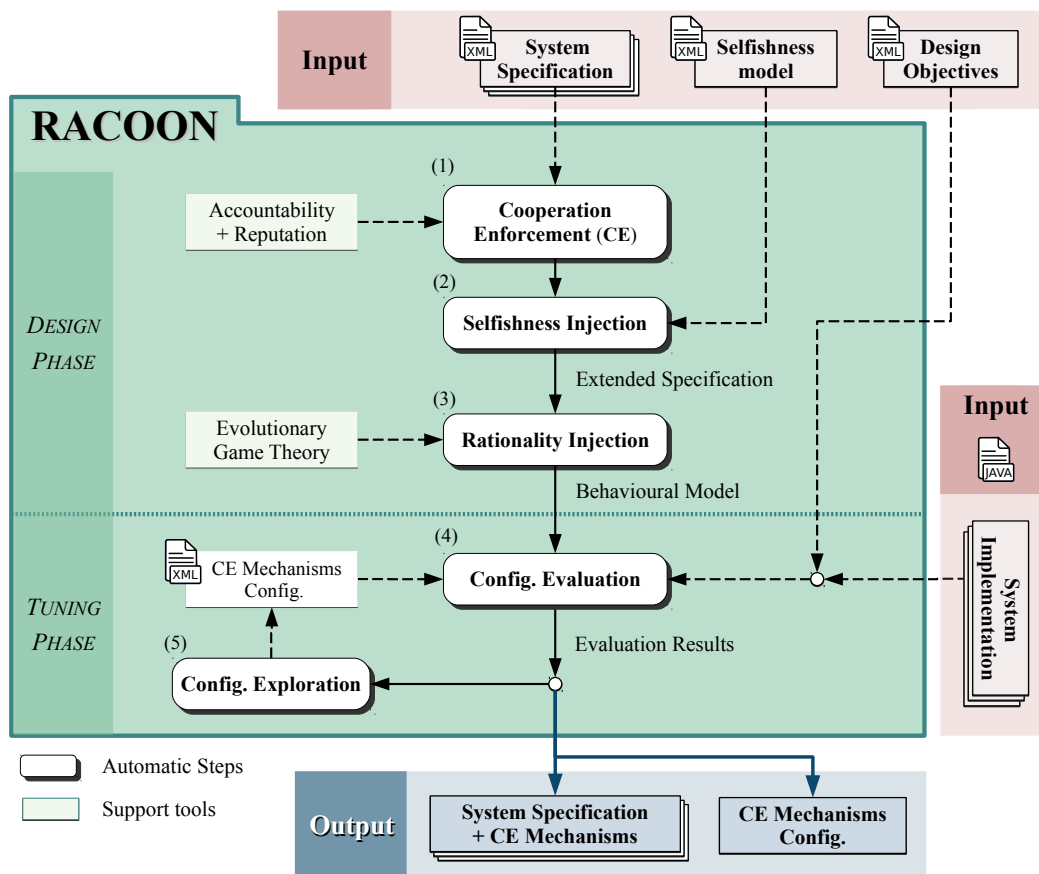 Input
XML
System
Specification
XML
Selfishness
model
XML
Design
Objectives
RACOON
(1)
Accountability
+ Reputation
Cooperation
Enforcement (CE)
(2)
DESIGN
PHASE
Selfishness Injection
Extended Specification
(3)
Evolutionary
Game Theory
Rationality Injection
Input
JAVA
Behavioural Model
(4)
XML
CE Mechanisms
Config.
Config. Evaluation
System
Implementation
TUNING
PHASE
(5)
Evaluation Results
Config. Exploration
Automatic Steps
Support tools
Output
System Specification
+ CE Mechanisms
CE Mechanisms
Config.